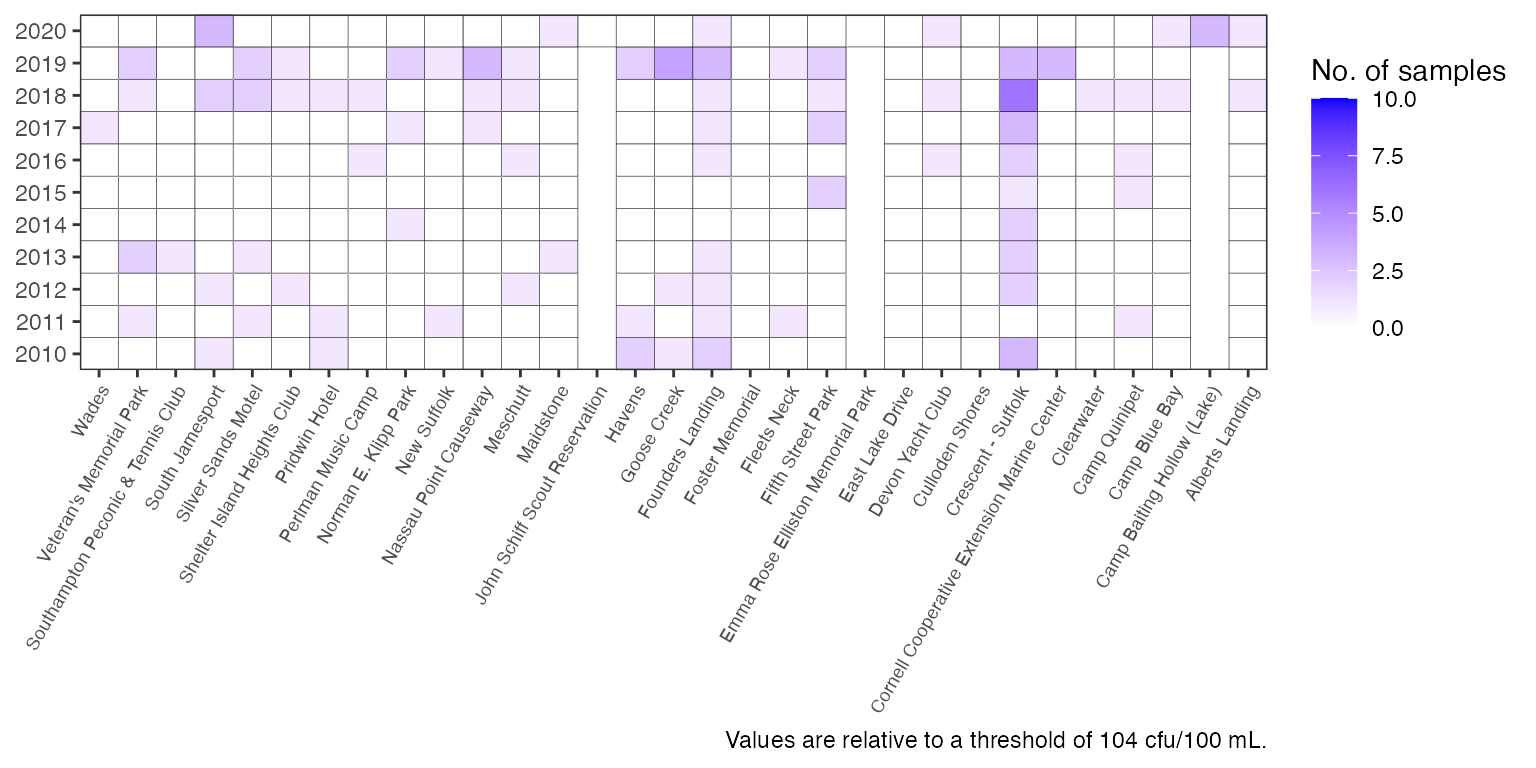 2020
2019
2018
2017
2016
2015
2014
2013
2012
2011
2010
Wades
Veteran's Memorial Park
Southampton Peconic & Tennis Club
South Jamesport
Silver Sands Motel
Shelter Island Heights Club
Pridwin Hotel
Perlman Music Camp
Norman E. Klipp Park
New Suffolk
Nassau Point Causeway
Meschutt
Maidstone
John Schiff Scout Reservation
Havens
Goose Creek
Founders Landing
Foster Memorial
Fleets Neck
Fifth Street Park
Emma Rose Elliston Memorial Park
East Lake Drive
Devon Yacht Club
Culloden Shores
Crescent - Suffolk
Cornell Cooperative Extension Marine Center
Clearwater
Camp Quinipet
Camp Blue Bay
Camp Baiting Hollow (Lake)
Alberts Landing
No. of samples
10.0
7.5
5.0
2.5
0.0
Values are relative to a threshold of 104 cfu/100 mL.